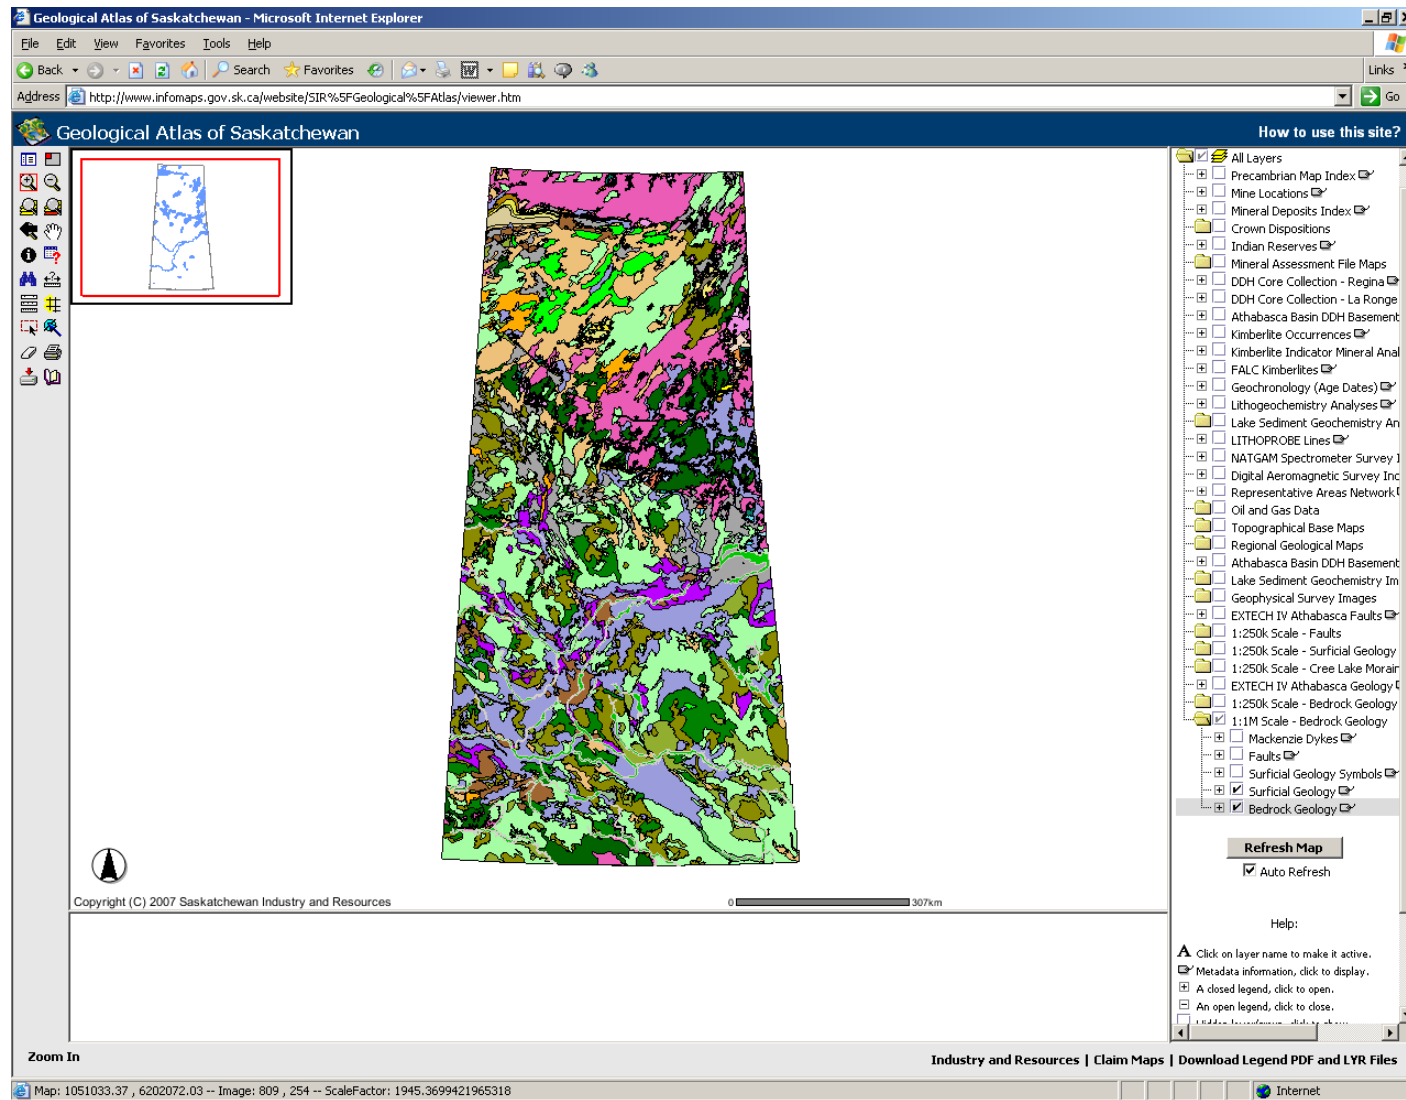 Geological Atlas of Saskatchewan - Microsoft Internet Explorer
File Edit View Favorites Tools Help
Back Search Favorites Links
Address http://www.infomaps.gov.sk.ca/website/SIR%5FGeological%5FAtlas/viewer.htm Go
Geological Atlas of Saskatchewan How to use this site?
All Layers
Precambrian Map Index
Mine Locations
Mineral Deposits Index
Crown Dispositions
Indian Reserves
Mineral Assessment File Maps
DDH Core Collection - Regina
DDH Core Collection - La Ronge
Athabasca Basin DDH Basement
Kimberlite Occurrences
Kimberlite Indicator Mineral Anal
FALC Kimberlites
Geochronology (Age Dates)
Lithogeochemistry Analyses
Lake Sediment Geochemistry An
LITHOPROBE Lines
NATGAM Spectrometer Survey
Digital Aeromagnetic Survey Inc
Representative Areas Network
Oil and Gas Data
Topographical Base Maps
Regional Geological Maps
Athabasca Basin DDH Basement
Lake Sediment Geochemistry Im
Geophysical Survey Images
EXTECH IV Athabasca Faults
1:250k Scale - Faults
1:250k Scale - Surficial Geology
1:250k Scale - Cree Lake Morain
EXTECH IV Athabasca Geology
1:250k Scale - Bedrock Geology
1:1M Scale - Bedrock Geology
Mackenzie Dykes
Faults
Surficial Geology Symbols
Surficial Geology
Bedrock Geology
Refresh Map
Auto Refresh
Copyright (C) 2007 Saskatchewan Industry and Resources 0 307km
Help:
A Click on layer name to make it active.
Metadata information, click to display.
A closed legend, click to open.
An open legend, click to close.
Zoom In
Industry and Resources | Claim Maps | Download Legend PDF and LYR Files
Map: 1051033.37 , 6202072.03 -- Image: 809 , 254 -- ScaleFactor: 1945.3699421965318 Internet